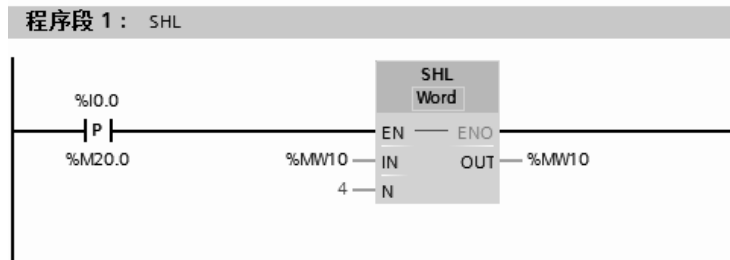 程序段 1： SHL
SHL
Word
%I0.0
P
EN ENO
%M20.0
%MW10 IN OUT %MW10
4 N